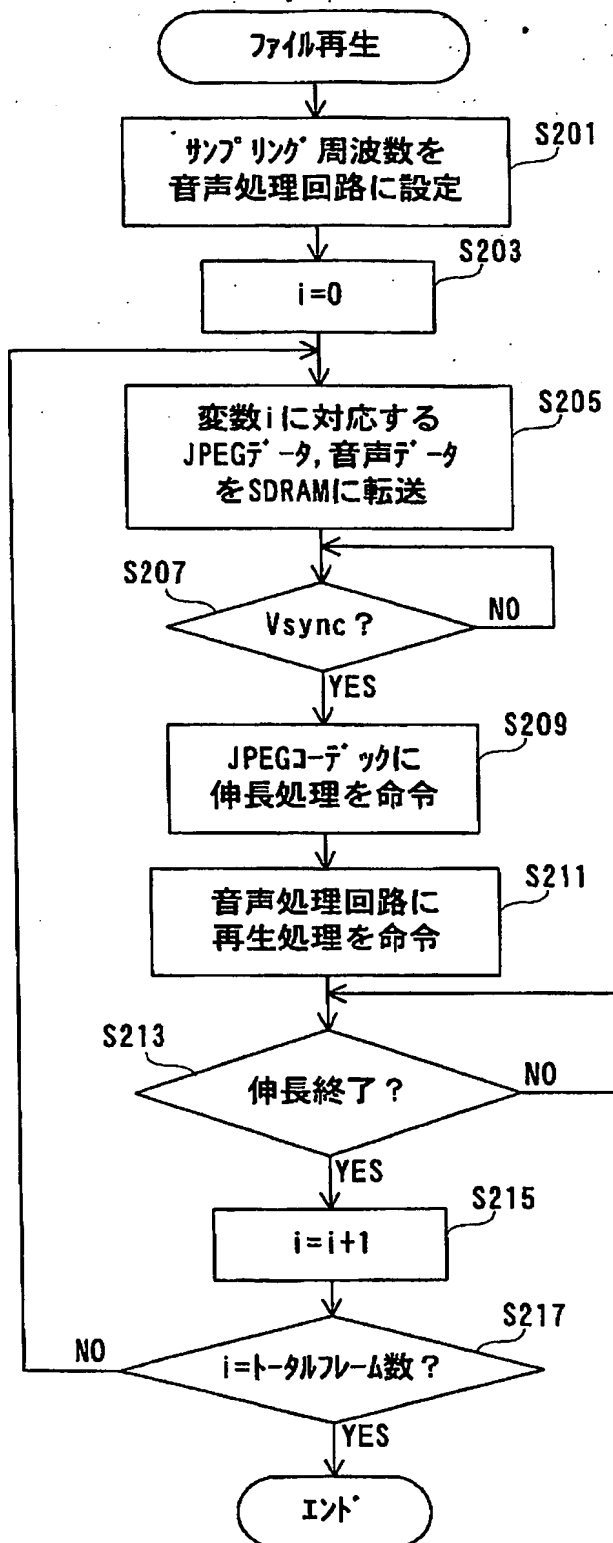 ファイル再生
S201
サンプリング周波数を
音声処理回路に設定
S203
i=0
S205
変数iに対応する
JPEGデータ,音声データ
をSDRAMに転送
S207
Vsync?
NO
YES
S209
JPEGコーデックに
伸長処理を命令
S211
音声処理回路に
再生処理を命令
S213
伸長終了?
NO
YES
S215
i=i+1
S217
i=トータルフレーム数?
NO
YES
エンド